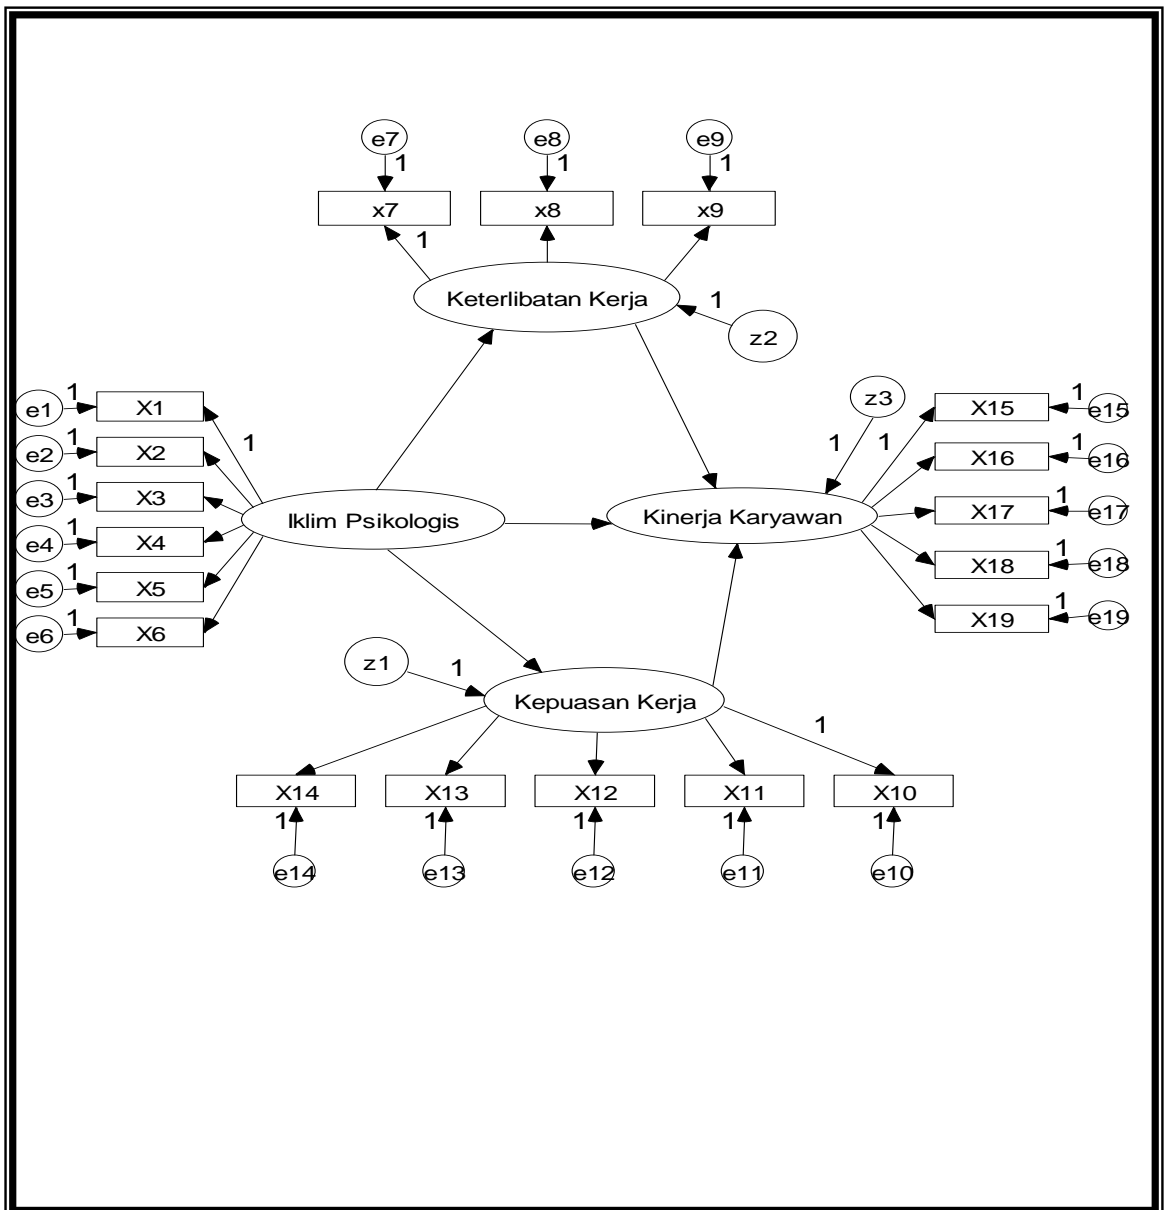 e7 e8 e9
1 1 1
x7 x8 x9
1
Keterlibatan Kerja
1
z2
e1 1 X1
e2 1 X2
e3 1 X3
e4 1 X4
e5 1 X5
e6 1 X6
1
Iklim Psikologis
z3
1
Kinerja Karyawan
1
X15 1 e15
X16 1 e16
X17 1 e17
X18 1 e18
X19 1 e19
z1
1
Kepuasan Kerja
1
X14 X13 X12 X11 X10
1 1 1 1 1
e14 e13 e12 e11 e10